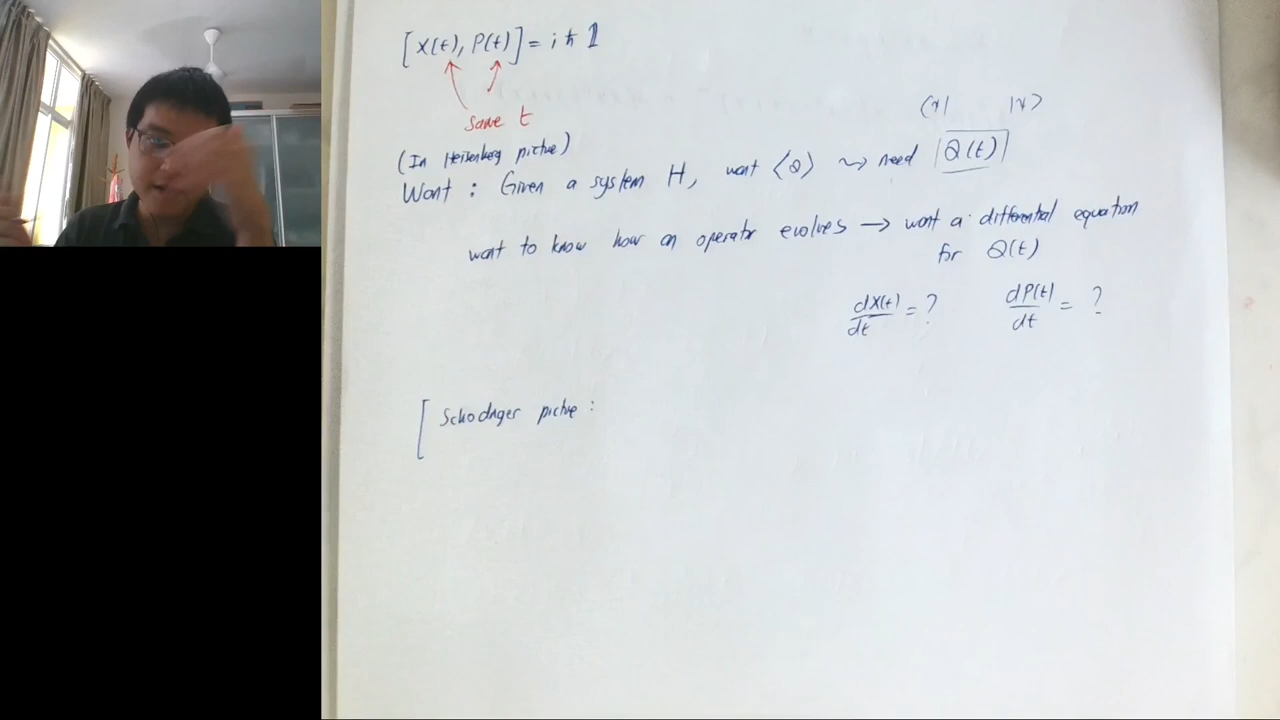 [X(t), P(t)] = iħ 𝟙
same t
⟨ψ| |ψ⟩
(In Heisenberg picture)
Want : Given a system H, want ⟨Q⟩ ⤳ need |Q(t)|
want to know how an operator evolves → want a differential equation
for Q(t)
dX(t)/dt = ? dP(t)/dt = ?
[ Schodnger picture :